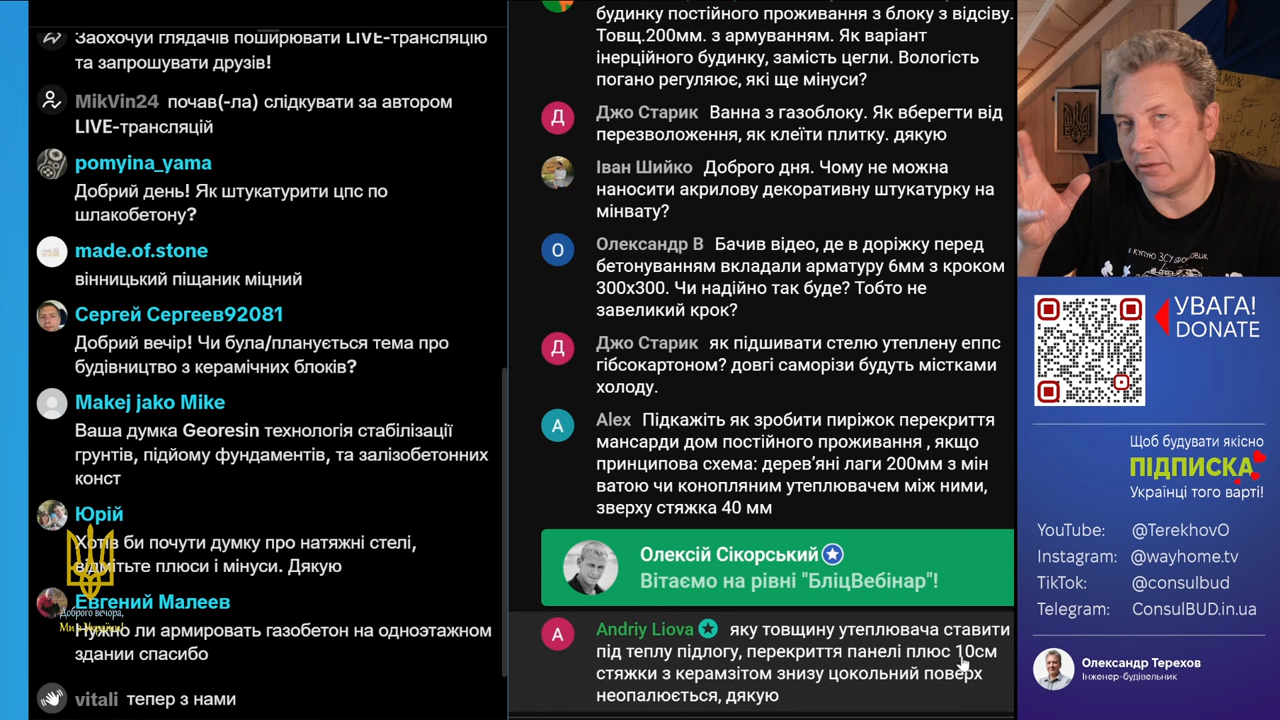 Заохочуй глядачів поширювати LIVE-трансляцію
та запрошувати друзів!
MikVin24 почав(-ла) слідкувати за автором
LIVE-трансляцій
pomyina_yama
Добрий день! Як штукатурити цпс по
шлакобетону?
made.of.stone
вінницький піщаник міцний
Сергей Сергеев92081
Добрий вечір! Чи була/планується тема про
будівництво з керамічних блоків?
Makej jako Mike
Ваша думка Georesin технологія стабілізації
грунтів, підйому фундаментів, та залізобетонних
конст
Юрій
Хотів би почути думку про натяжні стелі,
відмітьте плюси і мінуси. Дякую
Евгений Малеев
Нужно ли армировать газобетон на одноэтажном
здании спасибо
vitali тепер з нами
Доброго вечора,
Ми з України!
будинку постійного проживання з блоку з відсіву.
Товщ.200мм. з армуванням. Як варіант
інерційного будинку, замість цегли. Вологість
погано регулює, які ще мінуси?
Д
Джо Старик Ванна з газоблоку. Як вберегти від
перезволоження, як клеїти плитку. дякую
Іван Шийко Доброго дня. Чому не можна
наносити акрилову декоративну штукатурку на
мінвату?
О
Олександр В Бачив відео, де в доріжку перед
бетонуванням вкладали арматуру 6мм з кроком
300х300. Чи надійно так буде? Тобто не
завеликий крок?
Д
Джо Старик як підшивати стелю утеплену еппс
гібсокартоном? довгі саморізи будуть містками
холоду.
A
Alex Підкажіть як зробити пиріжок перекриття
мансарди дом постійного проживання , якщо
принципова схема: дерев’яні лаги 200мм з мін
ватою чи конопляним утеплювачем між ними,
зверху стяжка 40 мм
Олексій Сікорський
Вітаємо на рівні "БліцВебінар"!
A
Andriy Liova яку товщину утеплювача ставити
під теплу підлогу, перекриття панелі плюс 10см
стяжки з керамзітом знизу цокольний поверх
неопалюється, дякую
УВАГА!
DONATE
Щоб будувати якісно
ПІДПИСКА
Українці того варті!
YouTube: @TerekhovO
Instagram: @wayhome.tv
TikTok: @consulbud
Telegram: ConsulBUD.in.ua
Олександр Терехов
Інженер-будівельник